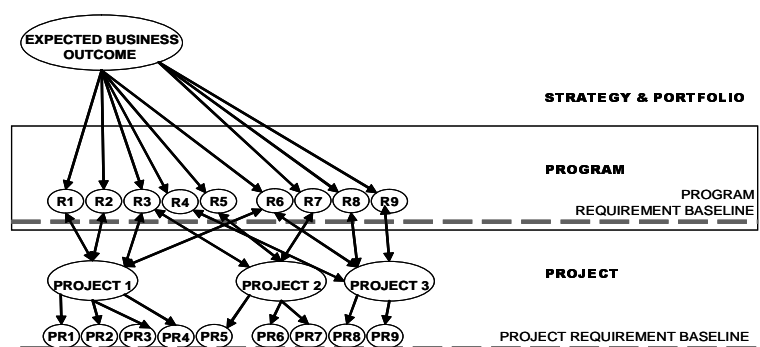 EXPECTED BUSINESS
OUTCOME
STRATEGY & PORTFOLIO
PROGRAM
R1 R2 R3 R4 R5 R6 R7 R8 R9
PROGRAM
REQUIREMENT BASELINE
PROJECT
PROJECT 1 PROJECT 2 PROJECT 3
PR1 PR2 PR3 PR4 PR5 PR6 PR7 PR8 PR9
PROJECT REQUIREMENT BASELINE